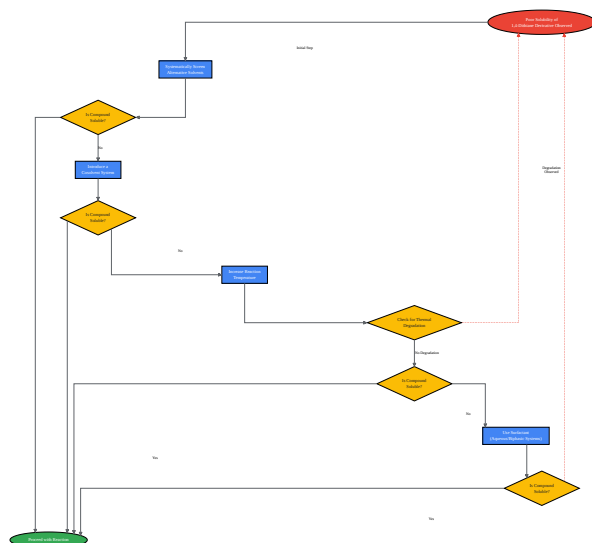 Poor Solubility of
1,4-Dithiane Derivative Observed
Initial Step
Systematically Screen
Alternative Solvents
Is Compound
Soluble?
No
Introduce a
Cosolvent System
Is Compound
Soluble?
No
Increase Reaction
Temperature
Check for Thermal
Degradation
Degradation
Observed
No Degradation
Is Compound
Soluble?
No
Use Surfactant
(Aqueous/Biphasic Systems)
Yes
Is Compound
Soluble?
Yes
Proceed with Reaction